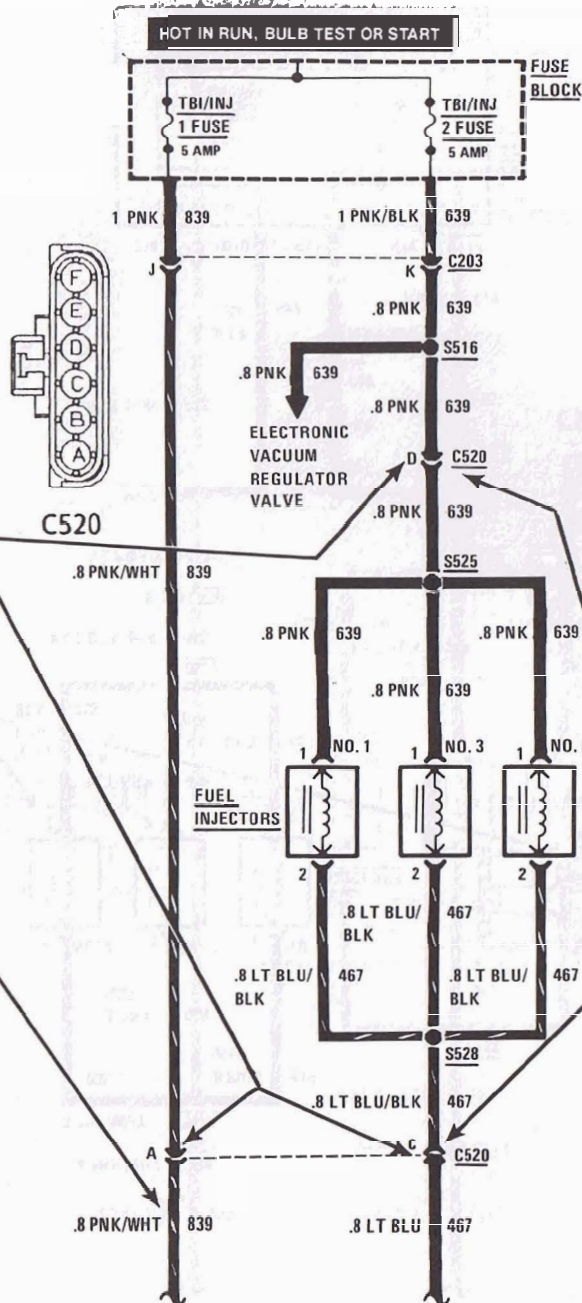 HOT IN RUN, BULB TEST OR START
FUSE
BLOCK
TBI/INJ
1 FUSE
5 AMP
TBI/INJ
2 FUSE
5 AMP
1 PNK 839
1 PNK/BLK 639
J
K
C203
.8 PNK 639
S516
.8 PNK 639
.8 PNK 639
ELECTRONIC
VACUUM
REGULATOR
VALVE
F
E
D
C
B
A
C520
D
C520
.8 PNK 639
S525
.8 PNK/WHT 839
.8 PNK 639
.8 PNK 639
.8 PNK 639
1 NO. 1
1 NO. 3
1 NO.
FUEL
INJECTORS
2
2
2
.8 LT BLU/
BLK
467
.8 LT BLU/
BLK
467
.8 LT BLU/
BLK
467
S528
.8 LT BLU/BLK 467
A
C
C520
.8 PNK/WHT 839
.8 LT BLU 467